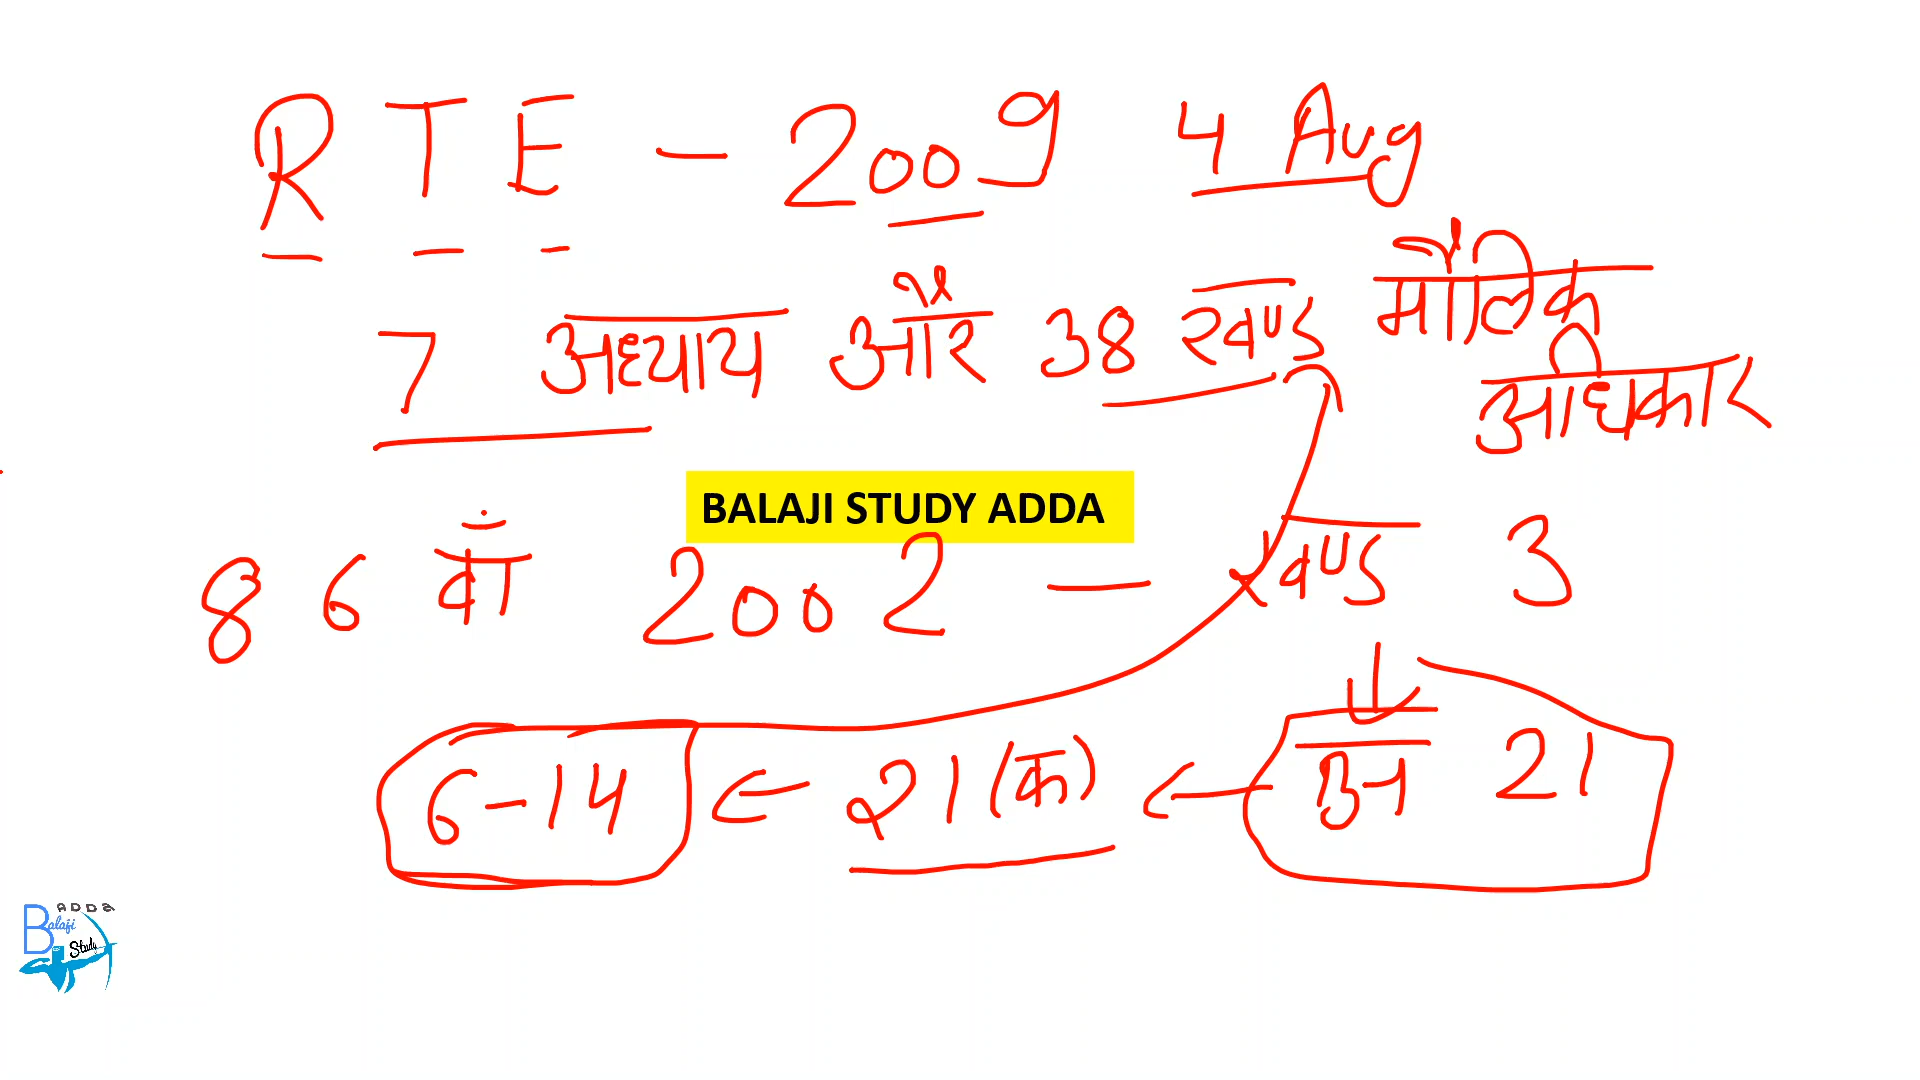 RTE - 2009 4 Aug
7 अध्याय और 38 खण्ड मौलिक
अधिकार
BALAJI STUDY ADDA
86 वाँ 2002 — खण्ड 3
6-14 ← 21(क) ← अनु 21
ADDA
Balaji
Study